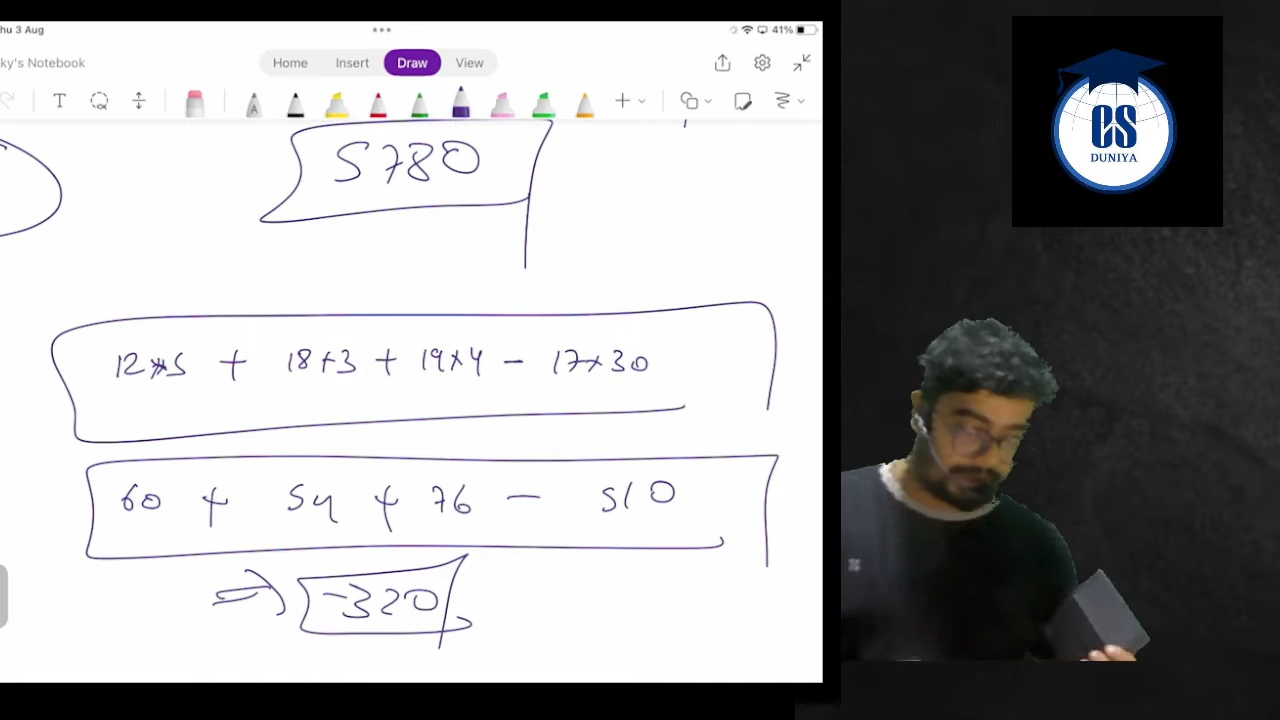 hu 3 Aug
41%
ky's Notebook
Home Insert Draw View
T
A
5780
12*5 + 18*3 + 19*4 - 17*30
60 + 54 + 76 - 510
⇒ -320
CS
DUNIYA